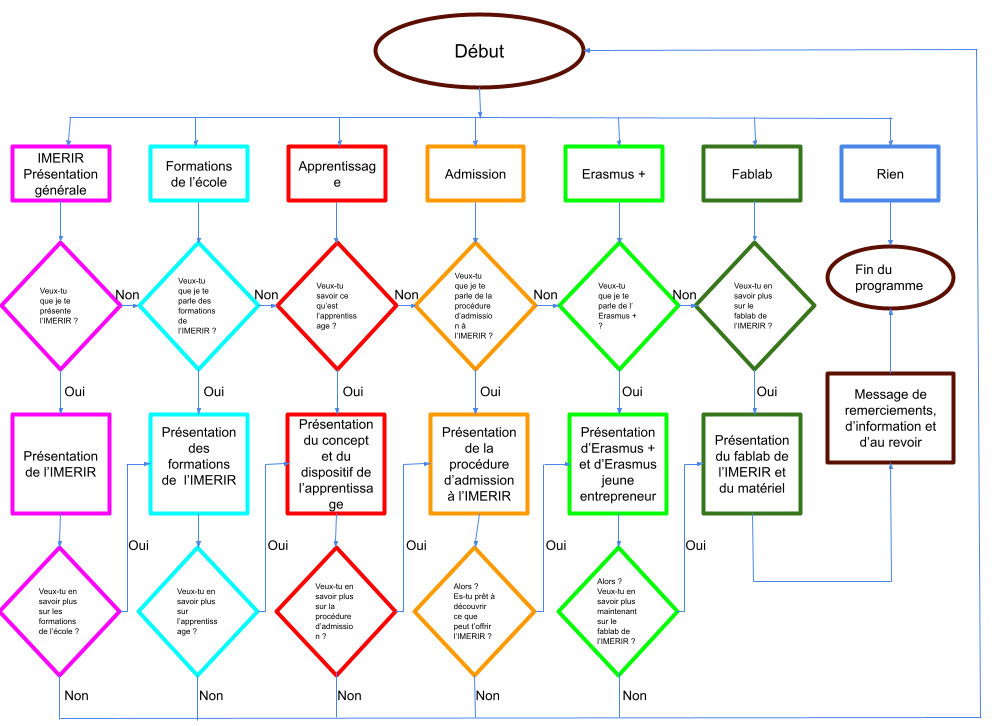 Début
IMERIR
Présentation
générale
Formations
de l'école
Apprentissag
e
Admission
Erasmus +
Fablab
Rien
Veux-tu
que je te
présente
l'IMERIR ?
Non
Veux-tu
que je te
parle des
formations
de
l'IMERIR ?
Non
Veux-tu
savoir ce
qu'est
l'apprentiss
age ?
Non
Veux-tu
que je te
parle de la
procédure
d'admissio
n à
l'IMERIR ?
Non
Veux-tu
que je te
parle de l'
Erasmus +
?
Non
Veux-tu en
savoir plus
sur le
fablab de
l'IMERIR ?
Fin du
programme
Oui
Oui
Oui
Oui
Oui
Oui
Présentation
de l'IMERIR
Présentation
des
formations
de l'IMERIR
Présentation
du concept
et du
dispositif de
l'apprentissa
ge
Présentation
de la
procédure
d'admission
à l'IMERIR
Présentation
d'Erasmus +
et d'Erasmus
jeune
entrepreneur
Présentation
du fablab de
l'IMERIR et
du matériel
Message de
remerciements,
d'information et
d'au revoir
Oui
Oui
Oui
Oui
Oui
Veux-tu en
savoir plus
sur les
formations
de l'école ?
Veux-tu en
savoir plus
sur
l'apprentiss
age ?
Veux-tu en
savoir plus
sur la
procédure
d'admissio
n ?
Alors ?
Es-tu prêt à
découvrir
ce que
peut t'offrir
l'IMERIR ?
Alors ?
Veux-tu en
savoir plus
maintenant
sur le
fablab de
l'IMERIR ?
Non
Non
Non
Non
Non